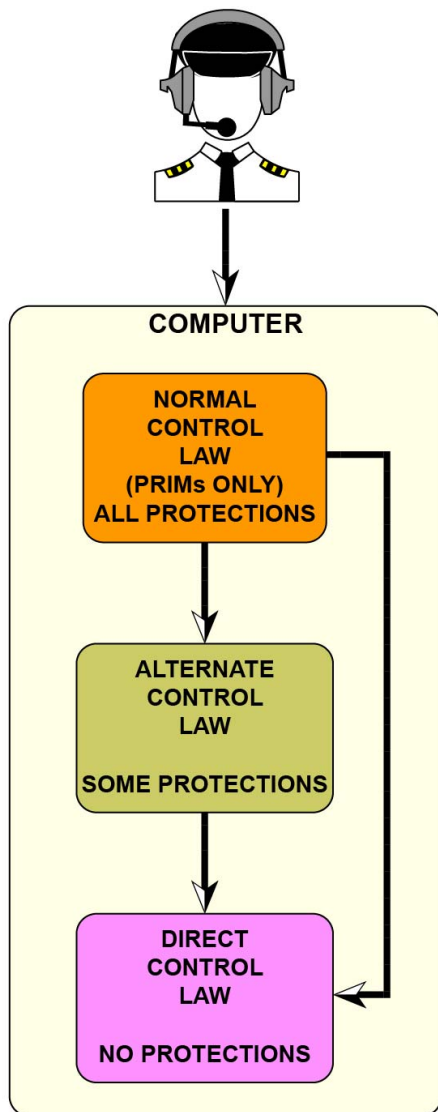 COMPUTER
NORMAL
CONTROL
LAW
(PRIMs ONLY)
ALL PROTECTIONS
ALTERNATE
CONTROL
LAW
SOME PROTECTIONS
DIRECT
CONTROL
LAW
NO PROTECTIONS